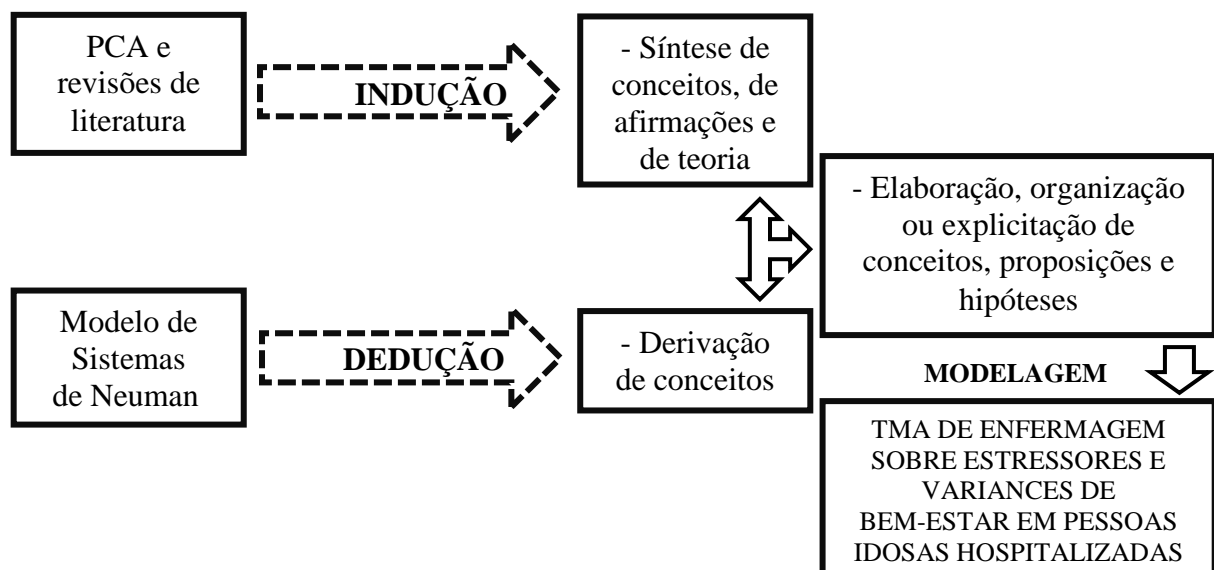 PCA e
revisões de
literatura
INDUÇÃO
- Síntese de
conceitos, de
afirmações e
de teoria
- Elaboração, organização
ou explicitação de
conceitos, proposições e
hipóteses
Modelo de
Sistemas
de Neuman
DEDUÇÃO
- Derivação
de conceitos
MODELAGEM
TMA DE ENFERMAGEM
SOBRE ESTRESSORES E
VARIANCES DE
BEM-ESTAR EM PESSOAS
IDOSAS HOSPITALIZADAS